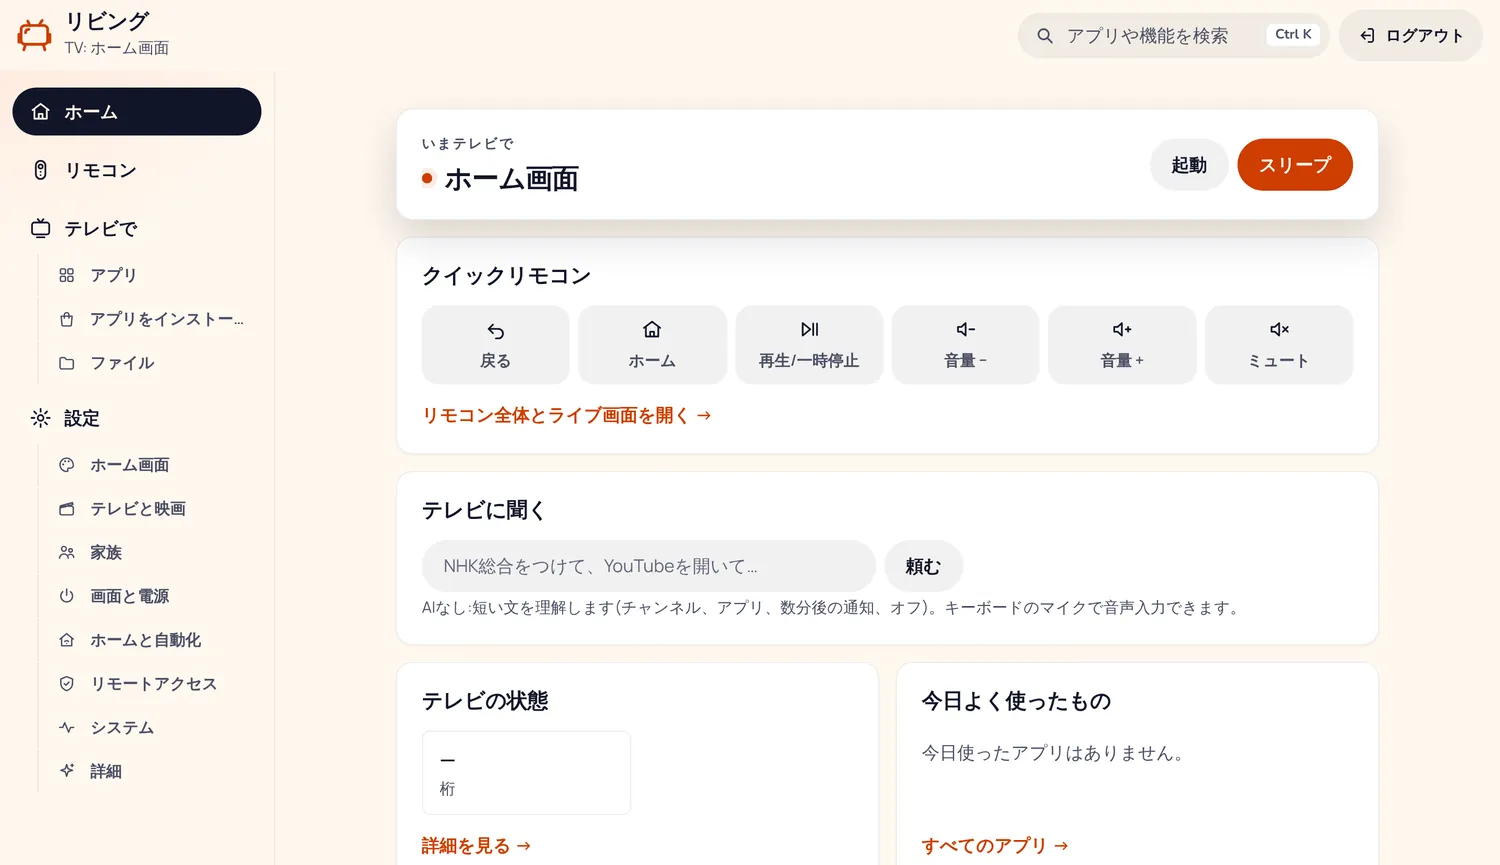 リビング
TV: ホーム画面
アプリや機能を検索
Ctrl K
ログアウト
ホーム
リモコン
テレビで
アプリ
アプリをインストー...
ファイル
設定
ホーム画面
テレビと映画
家族
画面と電源
ホームと自動化
リモートアクセス
システム
詳細
いまテレビで
ホーム画面
起動
スリープ
クイックリモコン
戻る
ホーム
再生/一時停止
音量 −
音量 +
ミュート
リモコン全体とライブ画面を開く →
テレビに聞く
NHK総合をつけて、YouTubeを開いて...
頼む
AIなし:短い文を理解します(チャンネル、アプリ、数分後の通知、オフ)。キーボードのマイクで音声入力できます。
テレビの状態
—
桁
詳細を見る →
今日よく使ったもの
今日使ったアプリはありません。
すべてのアプリ →